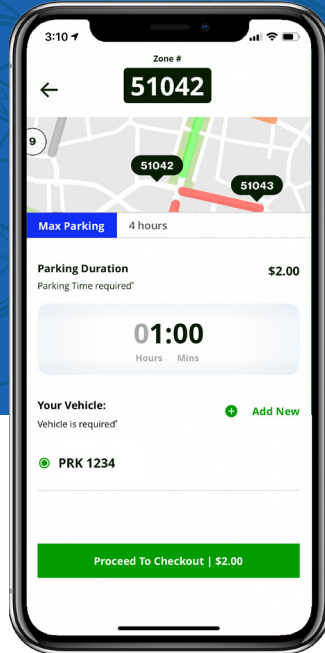 3:10
Zone #
51042
9
51042
51043
Max Parking 4 hours
Parking Duration $2.00
Parking Time required*
01:00
Hours Mins
Your Vehicle: Add New
Vehicle is required*
PRK 1234
Proceed To Checkout | $2.00